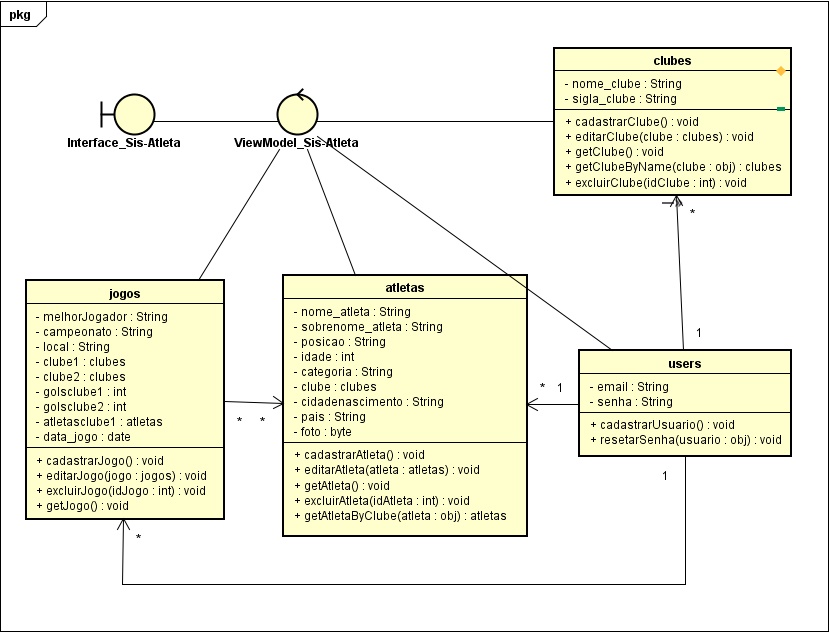 pkg
Interface_Sis-Atleta
ViewModel_Sis-Atleta
clubes
- nome_clube : String
- sigla_clube : String
+ cadastrarClube() : void
+ editarClube(clube : clubes) : void
+ getClube() : void
+ getClubeByName(clube : obj) : clubes
+ excluirClube(idClube : int) : void
*
1
jogos
- melhorJogador : String
- campeonato : String
- local : String
- clube1 : clubes
- clube2 : clubes
- golsclube1 : int
- golsclube2 : int
- atletasclube1 : atletas
- data_jogo : date
+ cadastrarJogo() : void
+ editarJogo(jogo : jogos) : void
+ excluirJogo(idJogo : int) : void
+ getJogo() : void
* *
atletas
- nome_atleta : String
- sobrenome_atleta : String
- posicao : String
- idade : int
- categoria : String
- clube : clubes
- cidadenascimento : String
- pais : String
- foto : byte
+ cadastrarAtleta() : void
+ editarAtleta(atleta : atletas) : void
+ getAtleta() : void
+ excluirAtleta(idAtleta : int) : void
+ getAtletaByClube(atleta : obj) : atletas
* 1
users
- email : String
- senha : String
+ cadastrarUsuario() : void
+ resetarSenha(usuario : obj) : void
1
*